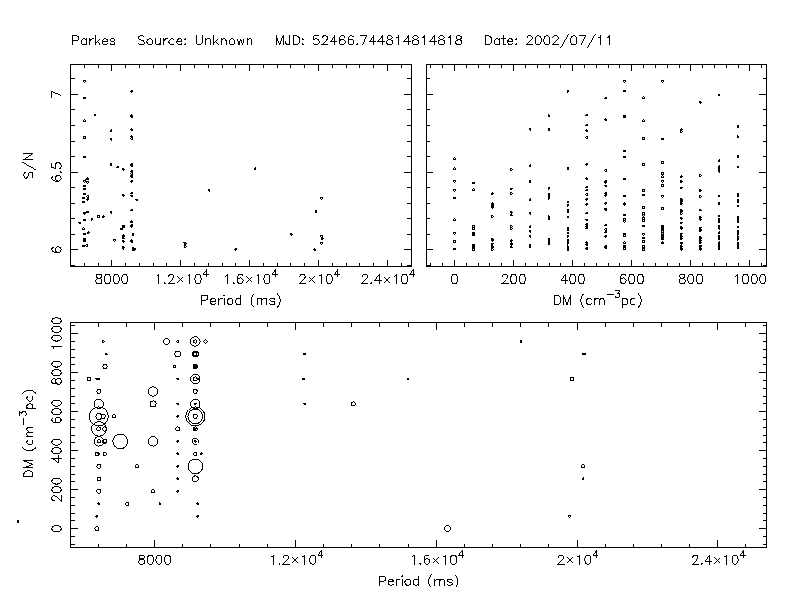 Parkes Source: Unknown MJD: 52466.744814814818 Date: 2002/07/11
S/N
7
6.5
6
8000 1.2×10⁴ 1.6×10⁴ 2×10⁴ 2.4×10⁴
Period (ms)
0 200 400 600 800 1000
DM (cm⁻³pc)
DM (cm⁻³pc)
1000
800
600
400
200
0
8000 1.2×10⁴ 1.6×10⁴ 2×10⁴ 2.4×10⁴
Period (ms)